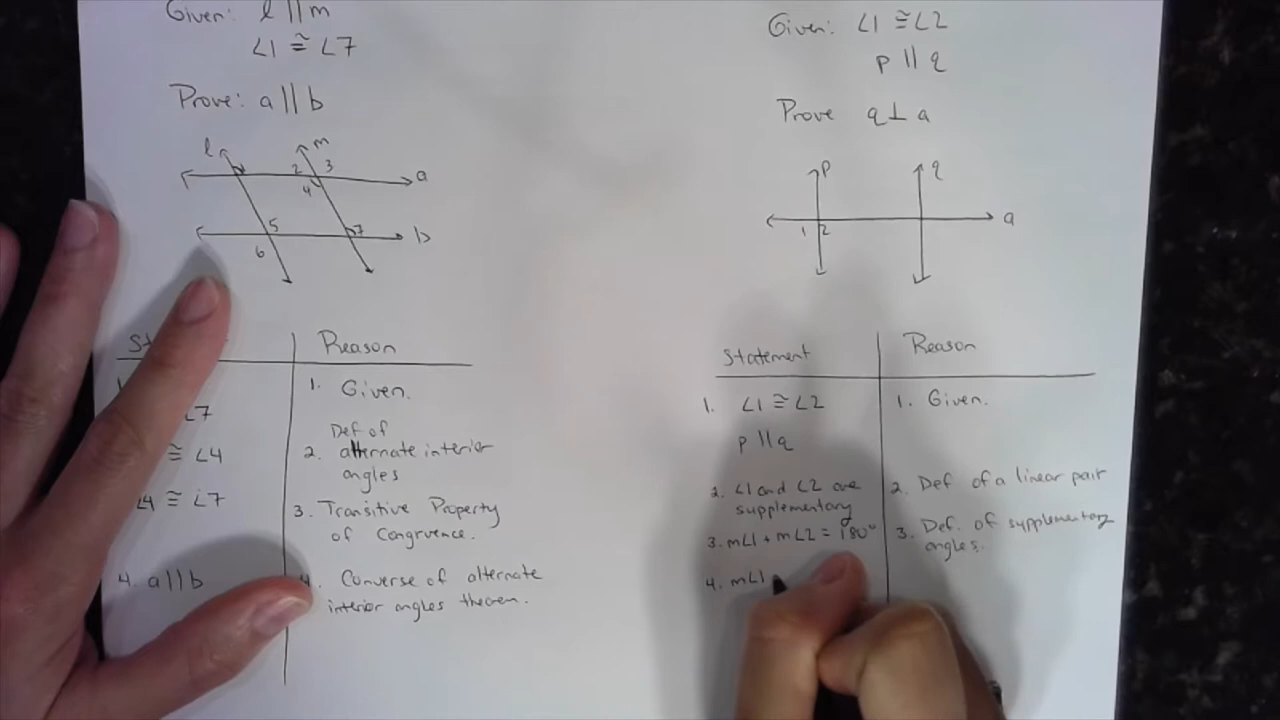 Given: l || m
∠1 ≅ ∠7
Prove: a || b
l
m
2 3
4
a
5
7
b
6
Reason
1. Given.
∠7
Def of
2. alternate interior
angles
≅ ∠4
3. Transitive Property
of Congruence.
∠4 ≅ ∠7
4. a || b
4. Converse of alternate
interior angles theorem.
Given: ∠1 ≅ ∠2
p || q
Prove q ⊥ a
p
q
a
1 2
Statement
Reason
1. ∠1 ≅ ∠2
1. Given.
p || q
2. ∠1 and ∠2 are
supplementary
2. Def of a linear pair
3. m∠1 + m∠2 = 180°
3. Def. of supplementary
angles.
4. m∠1